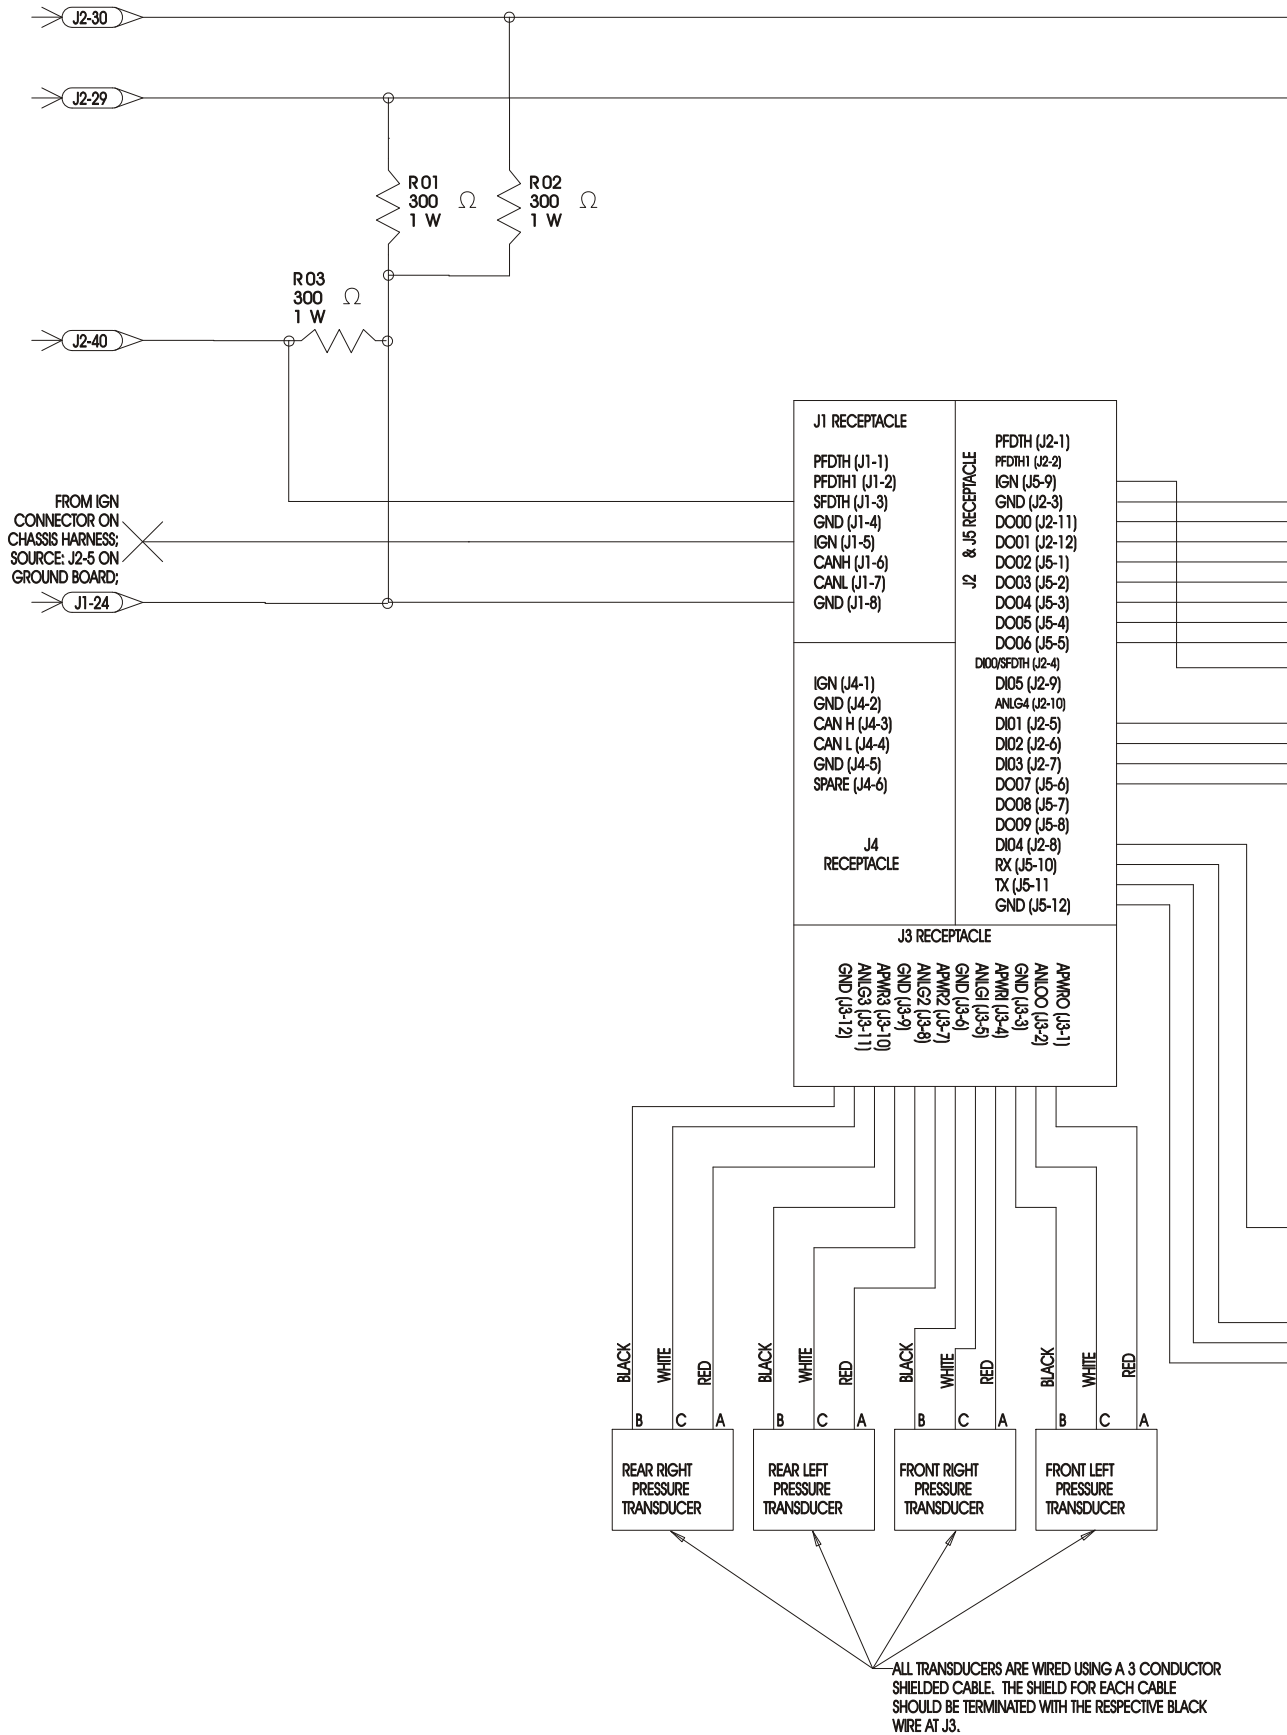 J2-30
J2-29
R01
300 Ω
1 W
R02
300 Ω
1 W
R03
300 Ω
1 W
J2-40
FROM IGN
CONNECTOR ON
CHASSIS HARNESS;
SOURCE: J2-5 ON
GROUND BOARD;
J1-24
J1 RECEPTACLE
PFDTH (J1-1)
PFDTH1 (J1-2)
SFDTH (J1-3)
GND (J1-4)
IGN (J1-5)
CANH (J1-6)
CANL (J1-7)
GND (J1-8)
IGN (J4-1)
GND (J4-2)
CAN H (J4-3)
CAN L (J4-4)
GND (J4-5)
SPARE (J4-6)
J4
RECEPTACLE
J2 & J5 RECEPTACLE
PFDTH (J2-1)
PFDTH1 (J2-2)
IGN (J5-9)
GND (J2-3)
DO00 (J2-11)
DO01 (J2-12)
DO02 (J5-1)
DO03 (J5-2)
DO04 (J5-3)
DO05 (J5-4)
DO06 (J5-5)
DI00/SFDTH (J2-4)
DI05 (J2-9)
ANLG4 (J2-10)
DI01 (J2-5)
DI02 (J2-6)
DI03 (J2-7)
DO07 (J5-6)
DO08 (J5-7)
DO09 (J5-8)
DI04 (J2-8)
RX (J5-10)
TX (J5-11
GND (J5-12)
J3 RECEPTACLE
GND (J3-12)
ANLG3 (J3-11)
APWR3 (J3-10)
GND (J3-9)
ANLG2 (J3-8)
APWR2 (J3-7)
GND (J3-6)
ANLG1 (J3-5)
APWR1 (J3-4)
GND (J3-3)
ANLOO (J3-2)
APWRO (J3-1)
BLACK
WHITE
RED
BLACK
WHITE
RED
BLACK
WHITE
RED
BLACK
WHITE
RED
B C A
B C A
B C A
B C A
REAR RIGHT
PRESSURE
TRANSDUCER
REAR LEFT
PRESSURE
TRANSDUCER
FRONT RIGHT
PRESSURE
TRANSDUCER
FRONT LEFT
PRESSURE
TRANSDUCER
ALL TRANSDUCERS ARE WIRED USING A 3 CONDUCTOR
SHIELDED CABLE. THE SHIELD FOR EACH CABLE
SHOULD BE TERMINATED WITH THE RESPECTIVE BLACK
WIRE AT J3.